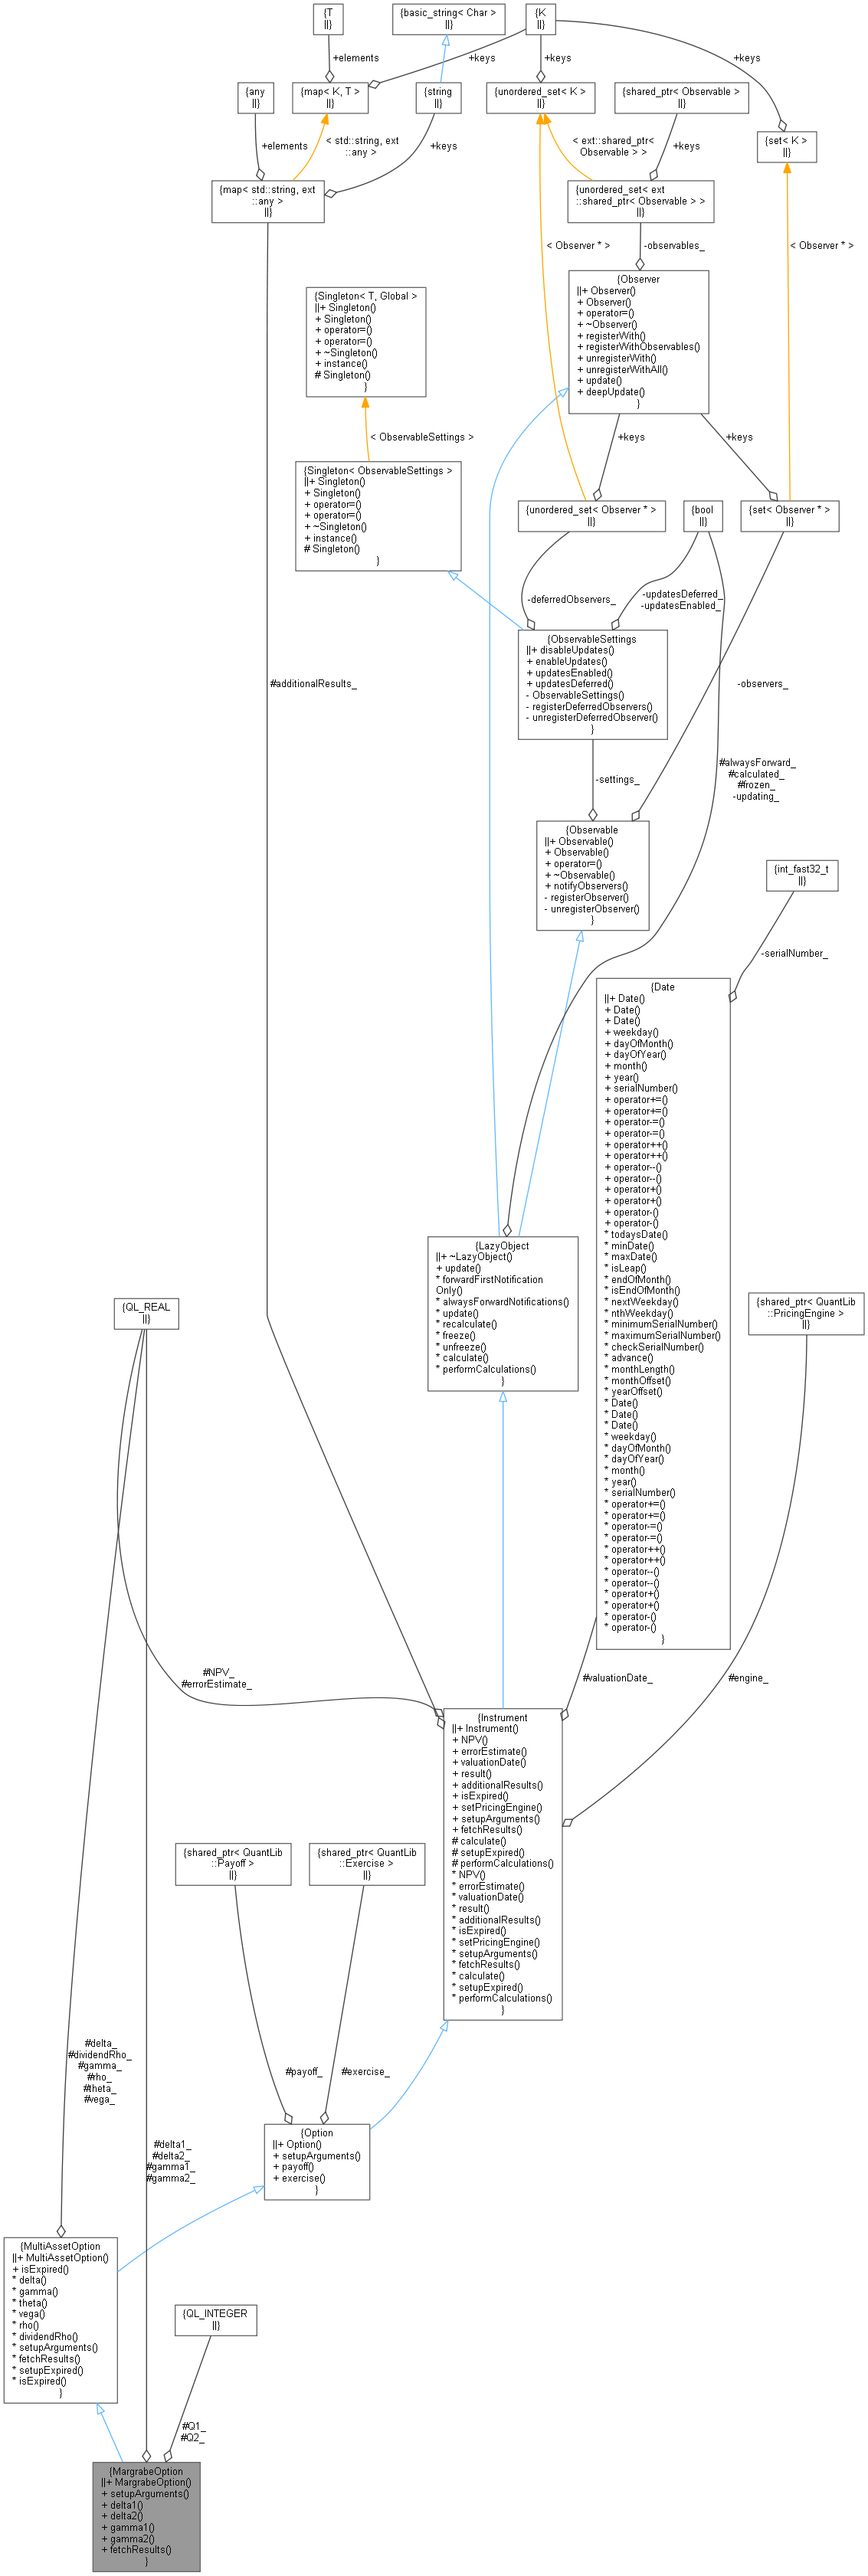 {T
||}
{basic_string< Char >
||}
{K
||}
+elements
+keys
+keys
+keys
{any
||}
{map< K, T >
||}
{string
||}
{unordered_set< K >
||}
{shared_ptr< Observable >
||}
{set< K >
||}
+elements
< std::string, ext
::any >
+keys
< ext::shared_ptr<
Observable > >
+keys
{map< std::string, ext
::any >
||}
{unordered_set< ext
::shared_ptr< Observable > >
||}
< Observer * >
-observables_
< Observer * >
{Observer
||+ Observer()
+ Observer()
+ operator=()
+ ~Observer()
+ registerWith()
+ registerWithObservables()
+ unregisterWith()
+ unregisterWithAll()
+ update()
+ deepUpdate()
}
{Singleton< T, Global >
||+ Singleton()
+ Singleton()
+ operator=()
+ operator=()
+ ~Singleton()
+ instance()
# Singleton()
}
< ObservableSettings >
+keys
+keys
{Singleton< ObservableSettings >
||+ Singleton()
+ Singleton()
+ operator=()
+ operator=()
+ ~Singleton()
+ instance()
# Singleton()
}
{unordered_set< Observer * >
||}
{bool
||}
{set< Observer * >
||}
-deferredObservers_
-updatesDeferred_
-updatesEnabled_
{ObservableSettings
||+ disableUpdates()
+ enableUpdates()
+ updatesEnabled()
+ updatesDeferred()
- ObservableSettings()
- registerDeferredObservers()
- unregisterDeferredObserver()
}
#additionalResults_
-observers_
-settings_
#alwaysForward_
#calculated_
#frozen_
-updating_
{Observable
||+ Observable()
+ Observable()
+ operator=()
+ ~Observable()
+ notifyObservers()
- registerObserver()
- unregisterObserver()
}
{int_fast32_t
||}
-serialNumber_
{Date
||+ Date()
+ Date()
+ Date()
+ weekday()
+ dayOfMonth()
+ dayOfYear()
+ month()
+ year()
+ serialNumber()
+ operator+=()
+ operator+=()
+ operator-=()
+ operator-=()
+ operator++()
+ operator++()
+ operator--()
+ operator--()
+ operator+()
+ operator+()
+ operator-()
+ operator-()
* todaysDate()
* minDate()
* maxDate()
* isLeap()
* endOfMonth()
* isEndOfMonth()
* nextWeekday()
* nthWeekday()
* minimumSerialNumber()
* maximumSerialNumber()
* checkSerialNumber()
* advance()
* monthLength()
* monthOffset()
* yearOffset()
* Date()
* Date()
* Date()
* weekday()
* dayOfMonth()
* dayOfYear()
* month()
* year()
* serialNumber()
* operator+=()
* operator+=()
* operator-=()
* operator-=()
* operator++()
* operator++()
* operator--()
* operator--()
* operator+()
* operator+()
* operator-()
* operator-()
}
{LazyObject
||+ ~LazyObject()
+ update()
* forwardFirstNotification
Only()
* alwaysForwardNotifications()
* update()
* recalculate()
* freeze()
* unfreeze()
* calculate()
* performCalculations()
}
{QL_REAL
||}
{shared_ptr< QuantLib
::PricingEngine >
||}
#NPV_
#errorEstimate_
#valuationDate_
#engine_
{Instrument
||+ Instrument()
+ NPV()
+ errorEstimate()
+ valuationDate()
+ result()
+ additionalResults()
+ isExpired()
+ setPricingEngine()
+ setupArguments()
+ fetchResults()
# calculate()
# setupExpired()
# performCalculations()
* NPV()
* errorEstimate()
* valuationDate()
* result()
* additionalResults()
* isExpired()
* setPricingEngine()
* setupArguments()
* fetchResults()
* calculate()
* setupExpired()
* performCalculations()
}
{shared_ptr< QuantLib
::Payoff >
||}
{shared_ptr< QuantLib
::Exercise >
||}
#delta_
#dividendRho_
#gamma_
#rho_
#theta_
#vega_
#payoff_
#exercise_
{Option
||+ Option()
+ setupArguments()
+ payoff()
+ exercise()
}
#delta1_
#delta2_
#gamma1_
#gamma2_
{MultiAssetOption
||+ MultiAssetOption()
+ isExpired()
* delta()
* gamma()
* theta()
* vega()
* rho()
* dividendRho()
* setupArguments()
* fetchResults()
* setupExpired()
* isExpired()
}
{QL_INTEGER
||}
#Q1_
#Q2_
{MargrabeOption
||+ MargrabeOption()
+ setupArguments()
+ delta1()
+ delta2()
+ gamma1()
+ gamma2()
+ fetchResults()
}